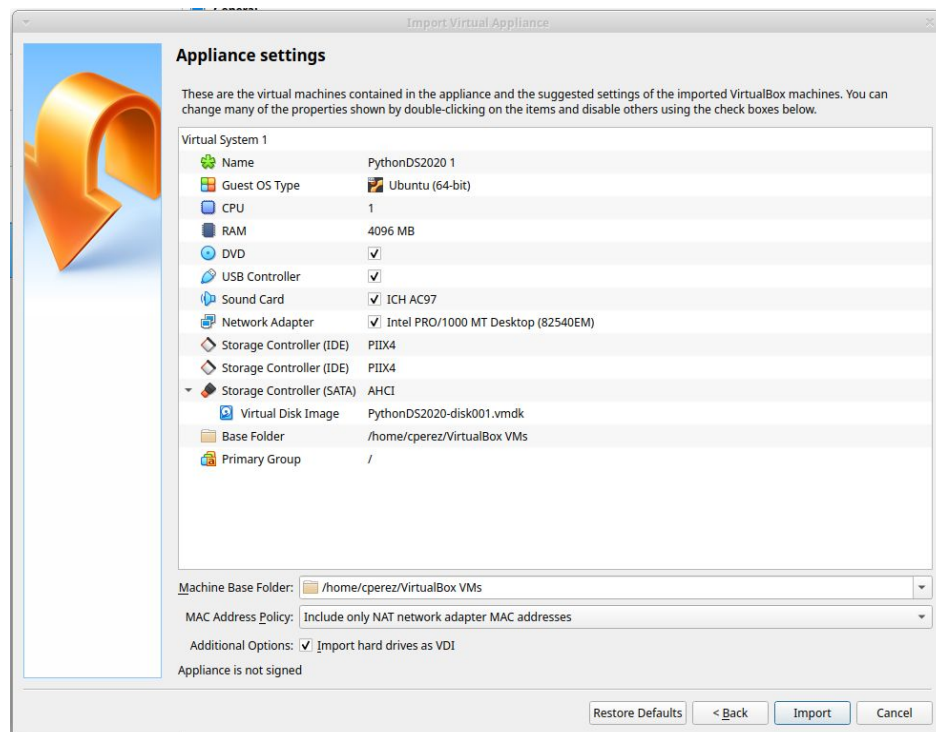 General
Import Virtual Appliance
Appliance settings
These are the virtual machines contained in the appliance and the suggested settings of the imported VirtualBox machines. You can
change many of the properties shown by double-clicking on the items and disable others using the check boxes below.
Virtual System 1
Name PythonDS2020 1
Guest OS Type Ubuntu (64-bit)
CPU 1
RAM 4096 MB
DVD
USB Controller
Sound Card ICH AC97
Network Adapter Intel PRO/1000 MT Desktop (82540EM)
Storage Controller (IDE) PIIX4
Storage Controller (IDE) PIIX4
Storage Controller (SATA) AHCI
Virtual Disk Image PythonDS2020-disk001.vmdk
Base Folder /home/cperez/VirtualBox VMs
Primary Group /
Machine Base Folder: /home/cperez/VirtualBox VMs
MAC Address Policy: Include only NAT network adapter MAC addresses
Additional Options: Import hard drives as VDI
Appliance is not signed
Restore Defaults < Back Import Cancel